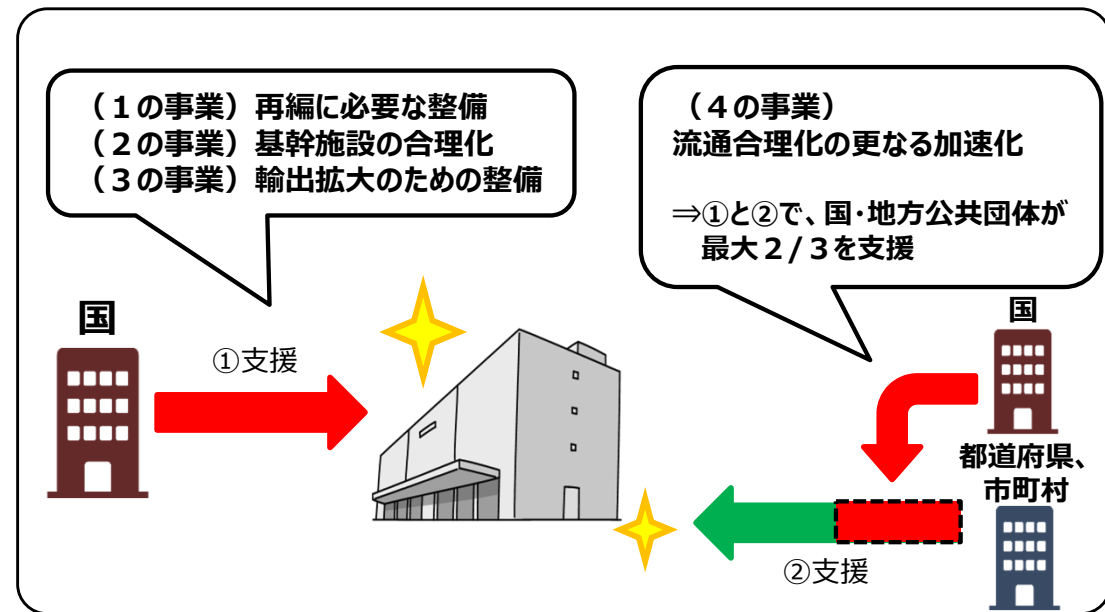 （１の事業）再編に必要な整備
（２の事業）基幹施設の合理化
（３の事業）輸出拡大のための整備
（４の事業）
流通合理化の更なる加速化
⇒①と②で、国･地方公共団体が
最大２/３を支援
国
①支援
国
都道府県、
市町村
②支援